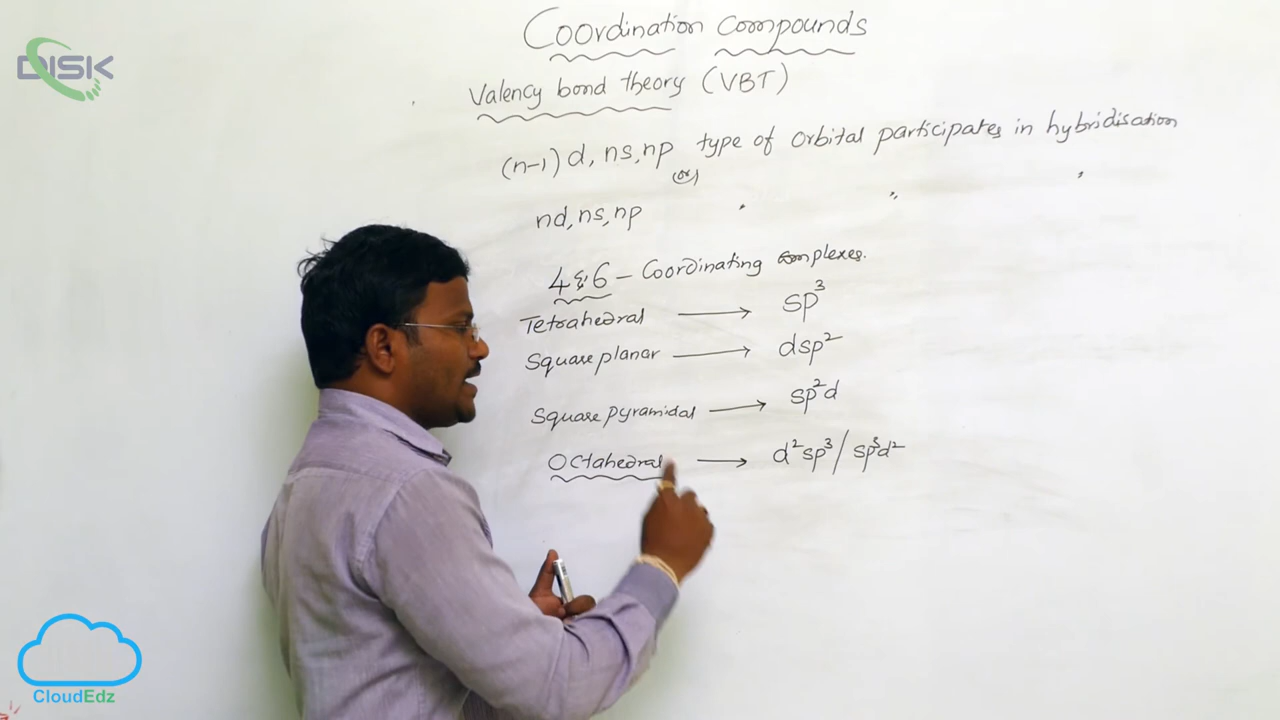 DISK
Coordination compounds
Valency bond theory (VBT)
(n-1) d, ns, np type of orbital participates in hybridisation
(or)
nd, ns, np " " "
4 & 6 - Coordinating complexes.
Tetrahedral → sp³
Square planar → dsp²
Square pyramidal → sp²d
Octahedral → d²sp³ / sp³d²
CloudEdz